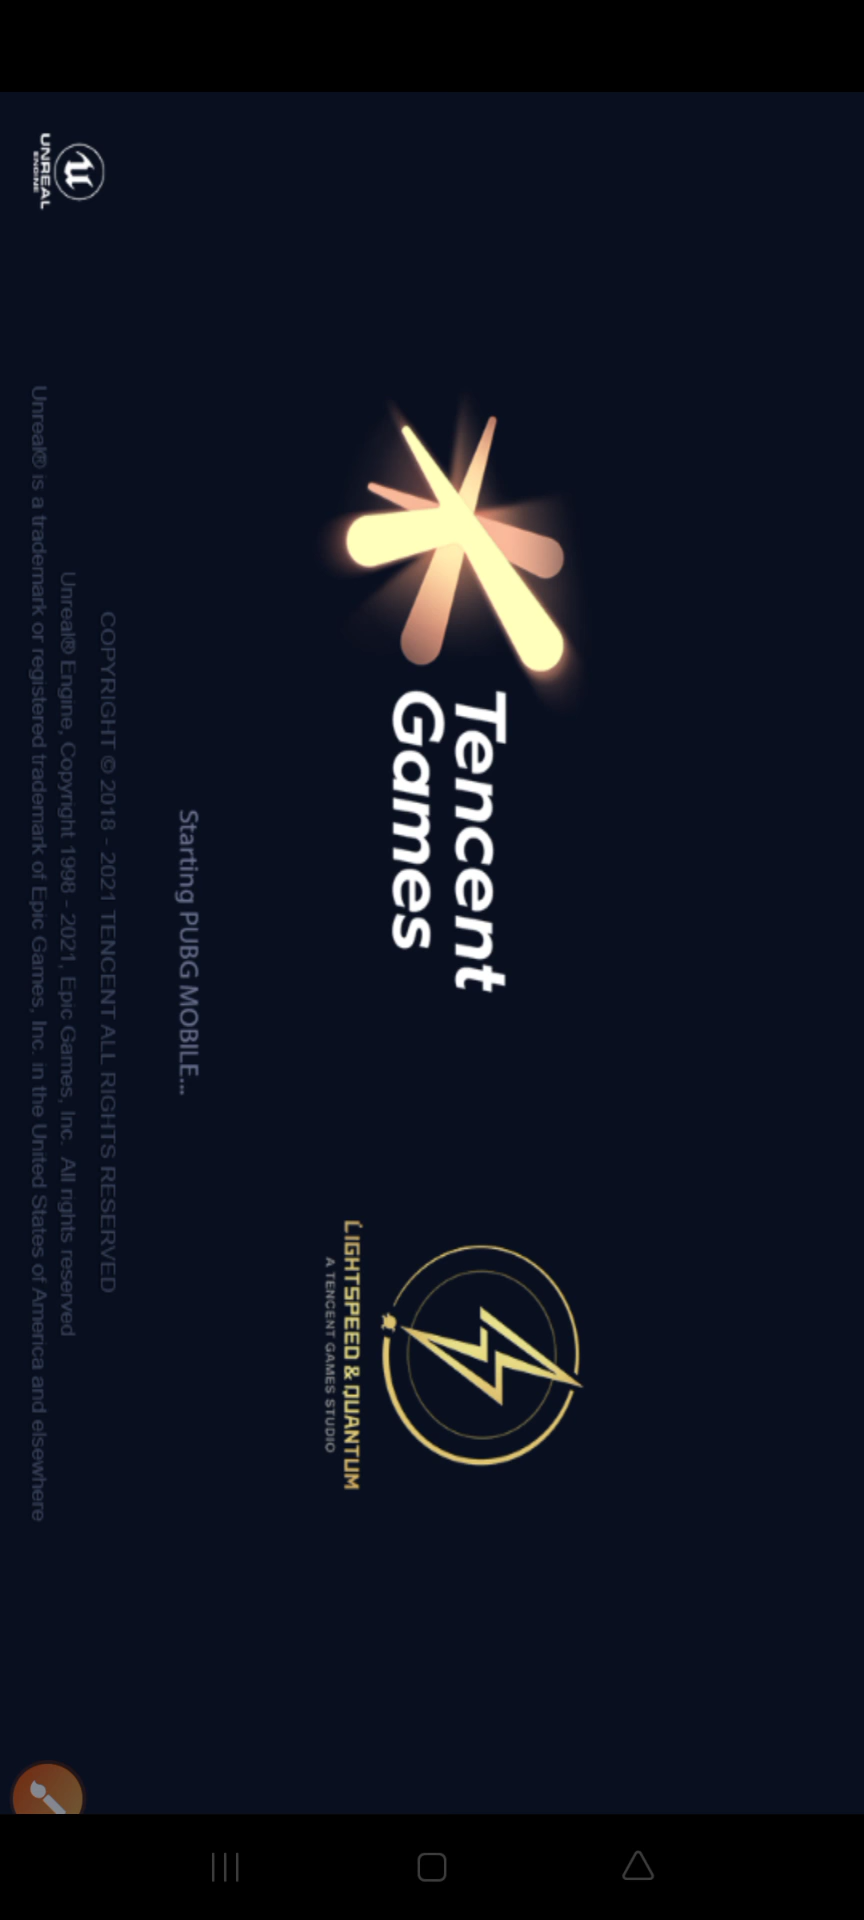 Tencent
Games
LIGHTSPEED & QUANTUM
A TENCENT GAMES STUDIO
Starting PUBG MOBILE...
COPYRIGHT © 2018 - 2021 TENCENT ALL RIGHTS RESERVED
Unreal® Engine, Copyright 1998 - 2021, Epic Games, Inc. All rights reserved
Unreal® is a trademark or registered trademark of Epic Games, Inc. in the United States of America and elsewhere
UNREAL
ENGINE